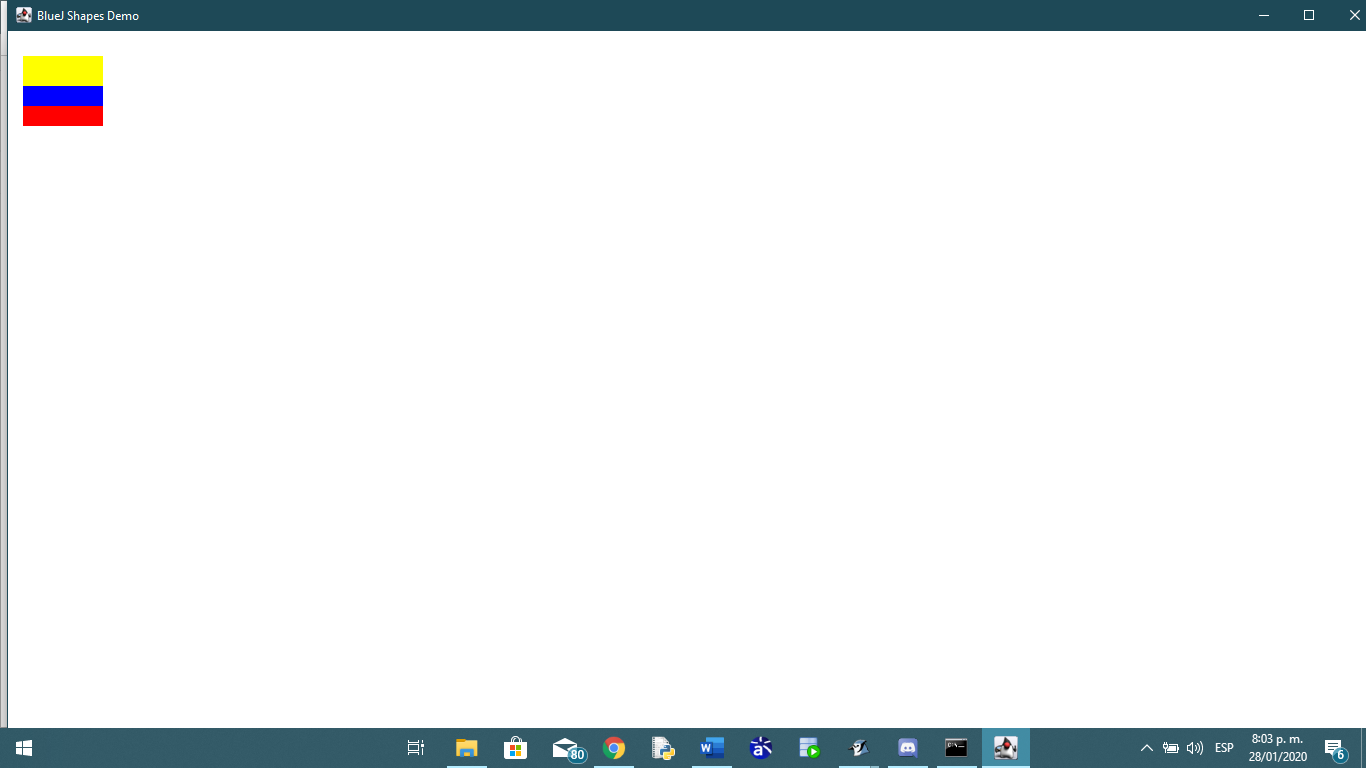 BlueJ Shapes Demo
W
a
80
C:\_
ESP
8:03 p. m.
28/01/2020
6